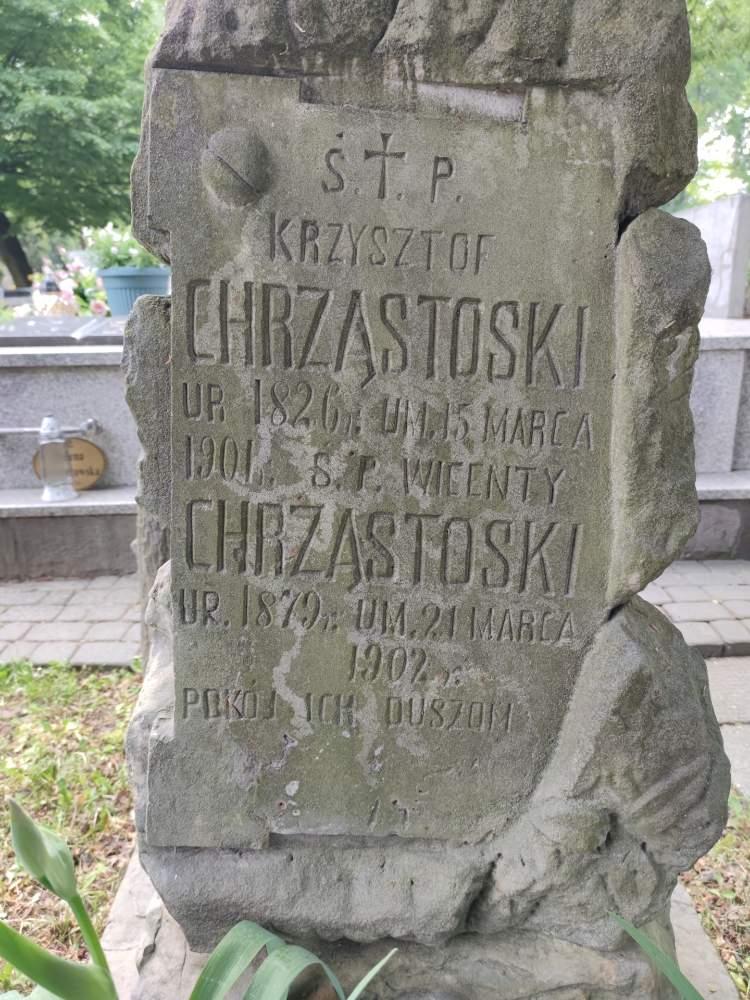 Ś.†.P.
KRZYSZTOF
CHRZĄSTOSKI
UR 1826 r. UM. 15 MARCA
1901 r. Ś.P. WICENTY
CHRZĄSTOSKI
UR. 1879 r. UM. 21 MARCA
1902 r.
POKÓJ ICH DUSZOM